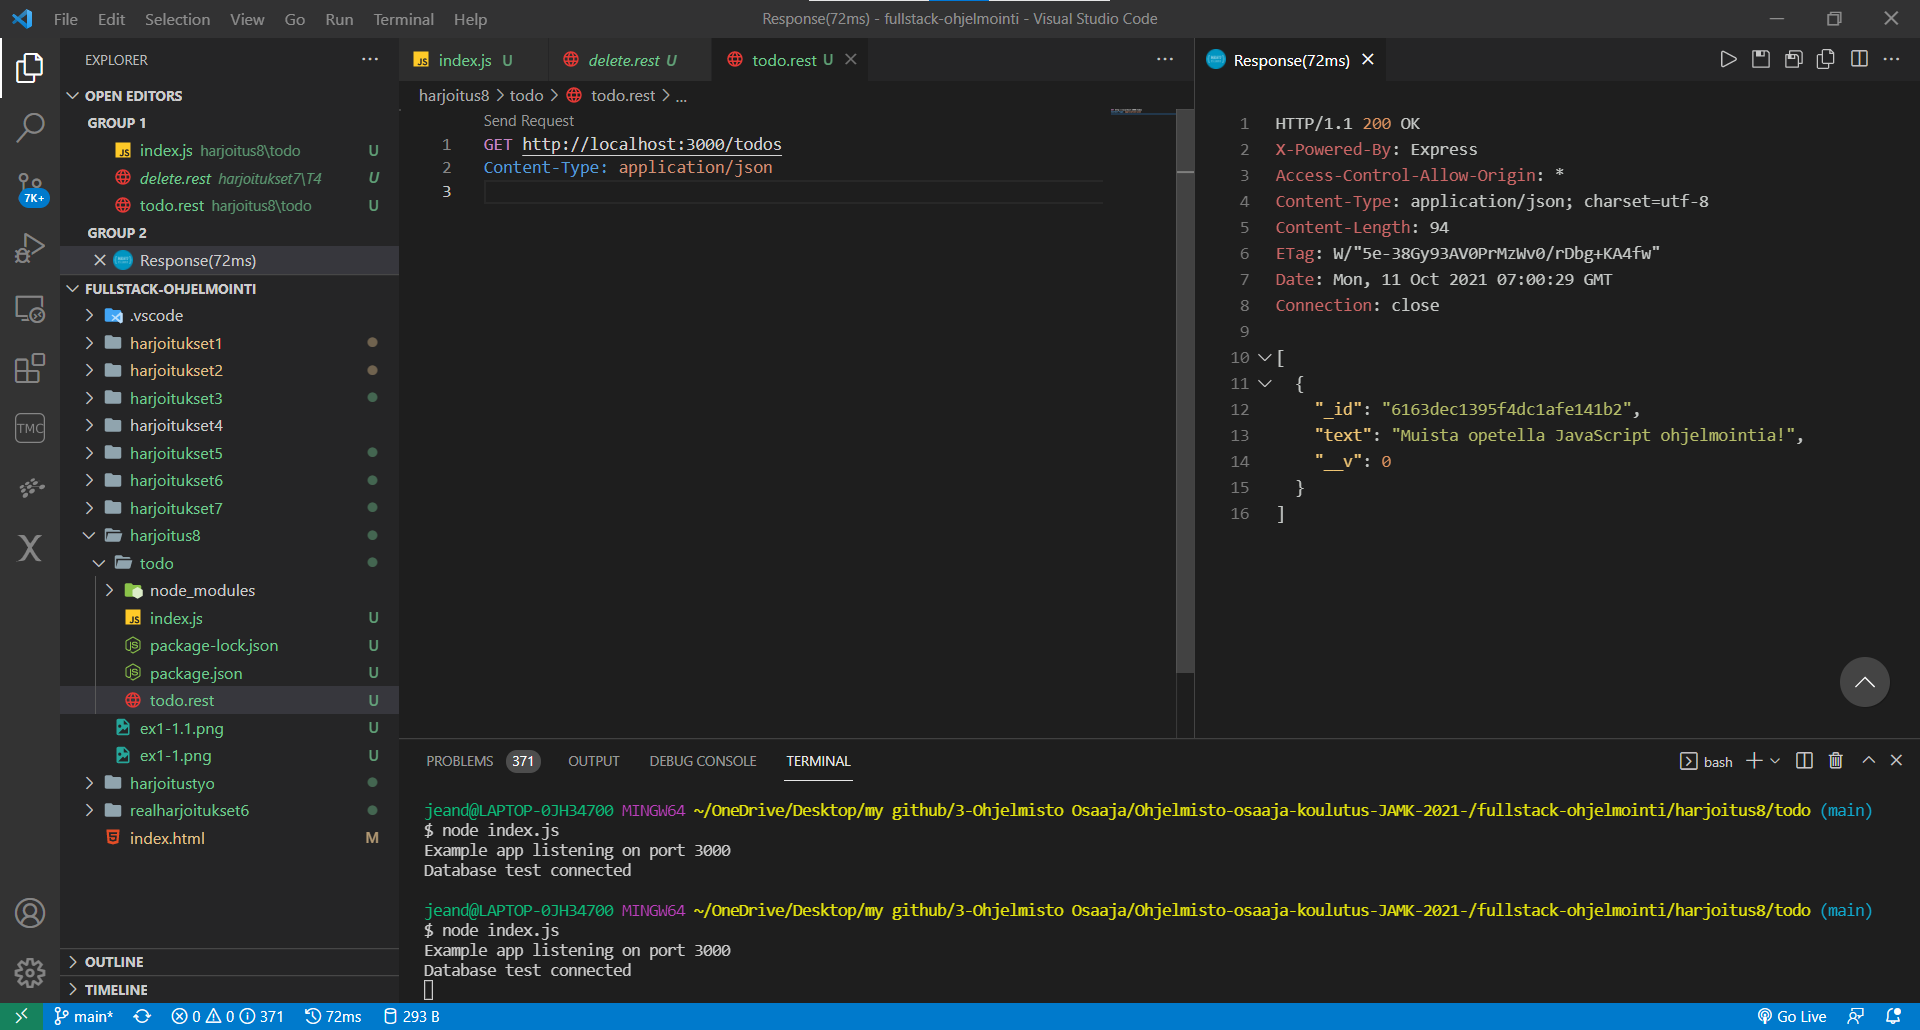 File Edit Selection View Go Run Terminal Help
Response(72ms) - fullstack-ohjelmointi - Visual Studio Code
EXPLORER
OPEN EDITORS
GROUP 1
index.js harjoitus8\todo U
delete.rest harjoitukset7\T4 U
todo.rest harjoitus8\todo U
GROUP 2
Response(72ms)
FULLSTACK-OHJELMOINTI
.vscode
harjoitukset1
harjoitukset2
harjoitukset3
harjoitukset4
harjoitukset5
harjoitukset6
harjoitukset7
harjoitus8
todo
node_modules
index.js U
package-lock.json U
package.json U
todo.rest U
ex1-1.1.png U
ex1-1.png U
harjoitustyo
realharjoitukset6
index.html M
OUTLINE
TIMELINE
7K+
TMC
index.js U
delete.rest U
todo.rest U
harjoitus8 > todo > todo.rest > ...
Send Request
1 GET http://localhost:3000/todos
2 Content-Type: application/json
3
Response(72ms)
1 HTTP/1.1 200 OK
2 X-Powered-By: Express
3 Access-Control-Allow-Origin: *
4 Content-Type: application/json; charset=utf-8
5 Content-Length: 94
6 ETag: W/"5e-38Gy93AV0PrMzWv0/rDbg+KA4fw"
7 Date: Mon, 11 Oct 2021 07:00:29 GMT
8 Connection: close
9
10 [
11 {
12 "_id": "6163dec1395f4dc1afe141b2",
13 "text": "Muista opetella JavaScript ohjelmointia!",
14 "__v": 0
15 }
16 ]
PROBLEMS 371 OUTPUT DEBUG CONSOLE TERMINAL
bash
jeand@LAPTOP-0JH34700 MINGW64 ~/OneDrive/Desktop/my github/3-Ohjelmisto Osaaja/Ohjelmisto-osaaja-koulutus-JAMK-2021-/fullstack-ohjelmointi/harjoitus8/todo (main)
$ node index.js
Example app listening on port 3000
Database test connected
jeand@LAPTOP-0JH34700 MINGW64 ~/OneDrive/Desktop/my github/3-Ohjelmisto Osaaja/Ohjelmisto-osaaja-koulutus-JAMK-2021-/fullstack-ohjelmointi/harjoitus8/todo (main)
$ node index.js
Example app listening on port 3000
Database test connected
main* 0 0 371 72ms 293 B Go Live